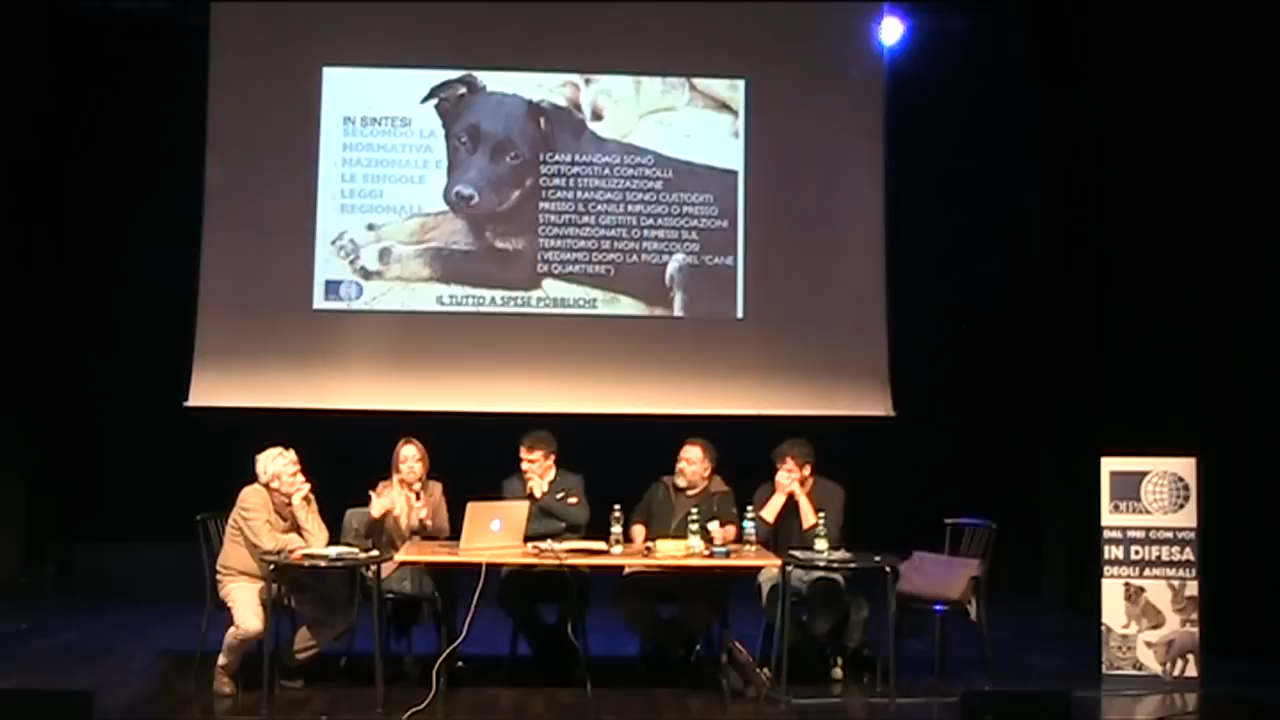 IN SINTESI
SECONDO LA
NORMATIVA
NAZIONALE E
LE SINGOLE
LEGGI
REGIONALI
I CANI RANDAGI SONO
SOTTOPOSTI A CONTROLLI,
CURE E STERILIZZAZIONE
I CANI RANDAGI SONO CUSTODITI
PRESSO IL CANILE RIFUGIO O PRESSO
STRUTTURE GESTITE DA ASSOCIAZIONI
CONVENZIONATE, O RIMESSI SUL
TERRITORIO SE NON PERICOLOSI
(VEDIAMO DOPO LA FIGURA DEL "CANE
DI QUARTIERE")
IL TUTTO A SPESE PUBBLICHE
OIPA
DAL 1981 CON VOI
IN DIFESA
DEGLI ANIMALI